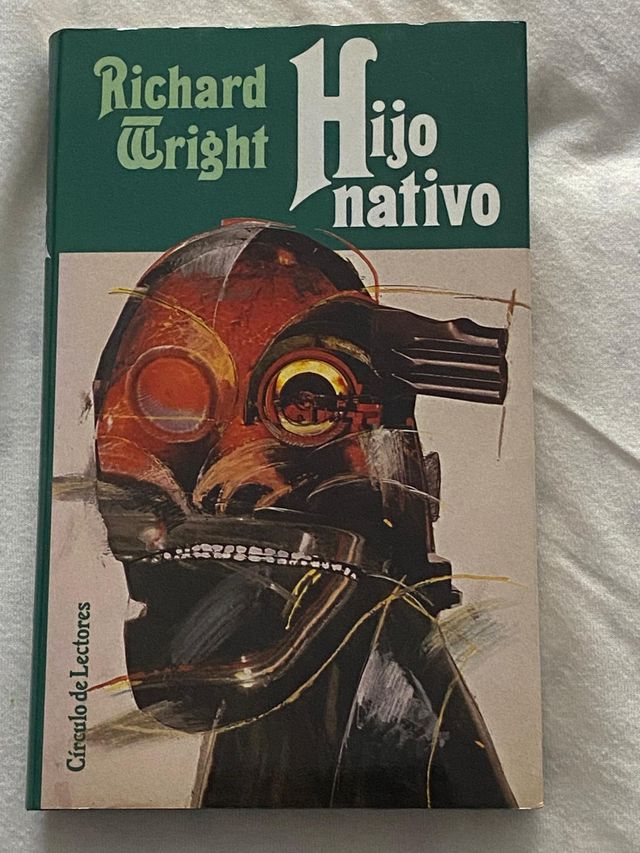 Richard
Wright
Hijo
nativo
Círculo de Lectores